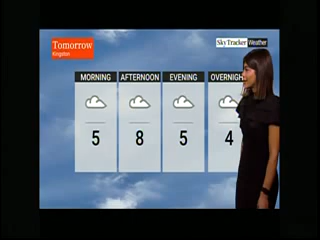 Tomorrow
Kingston
SkyTracker Weather
MORNING AFTERNOON EVENING OVERNIGH
5 8 5 4